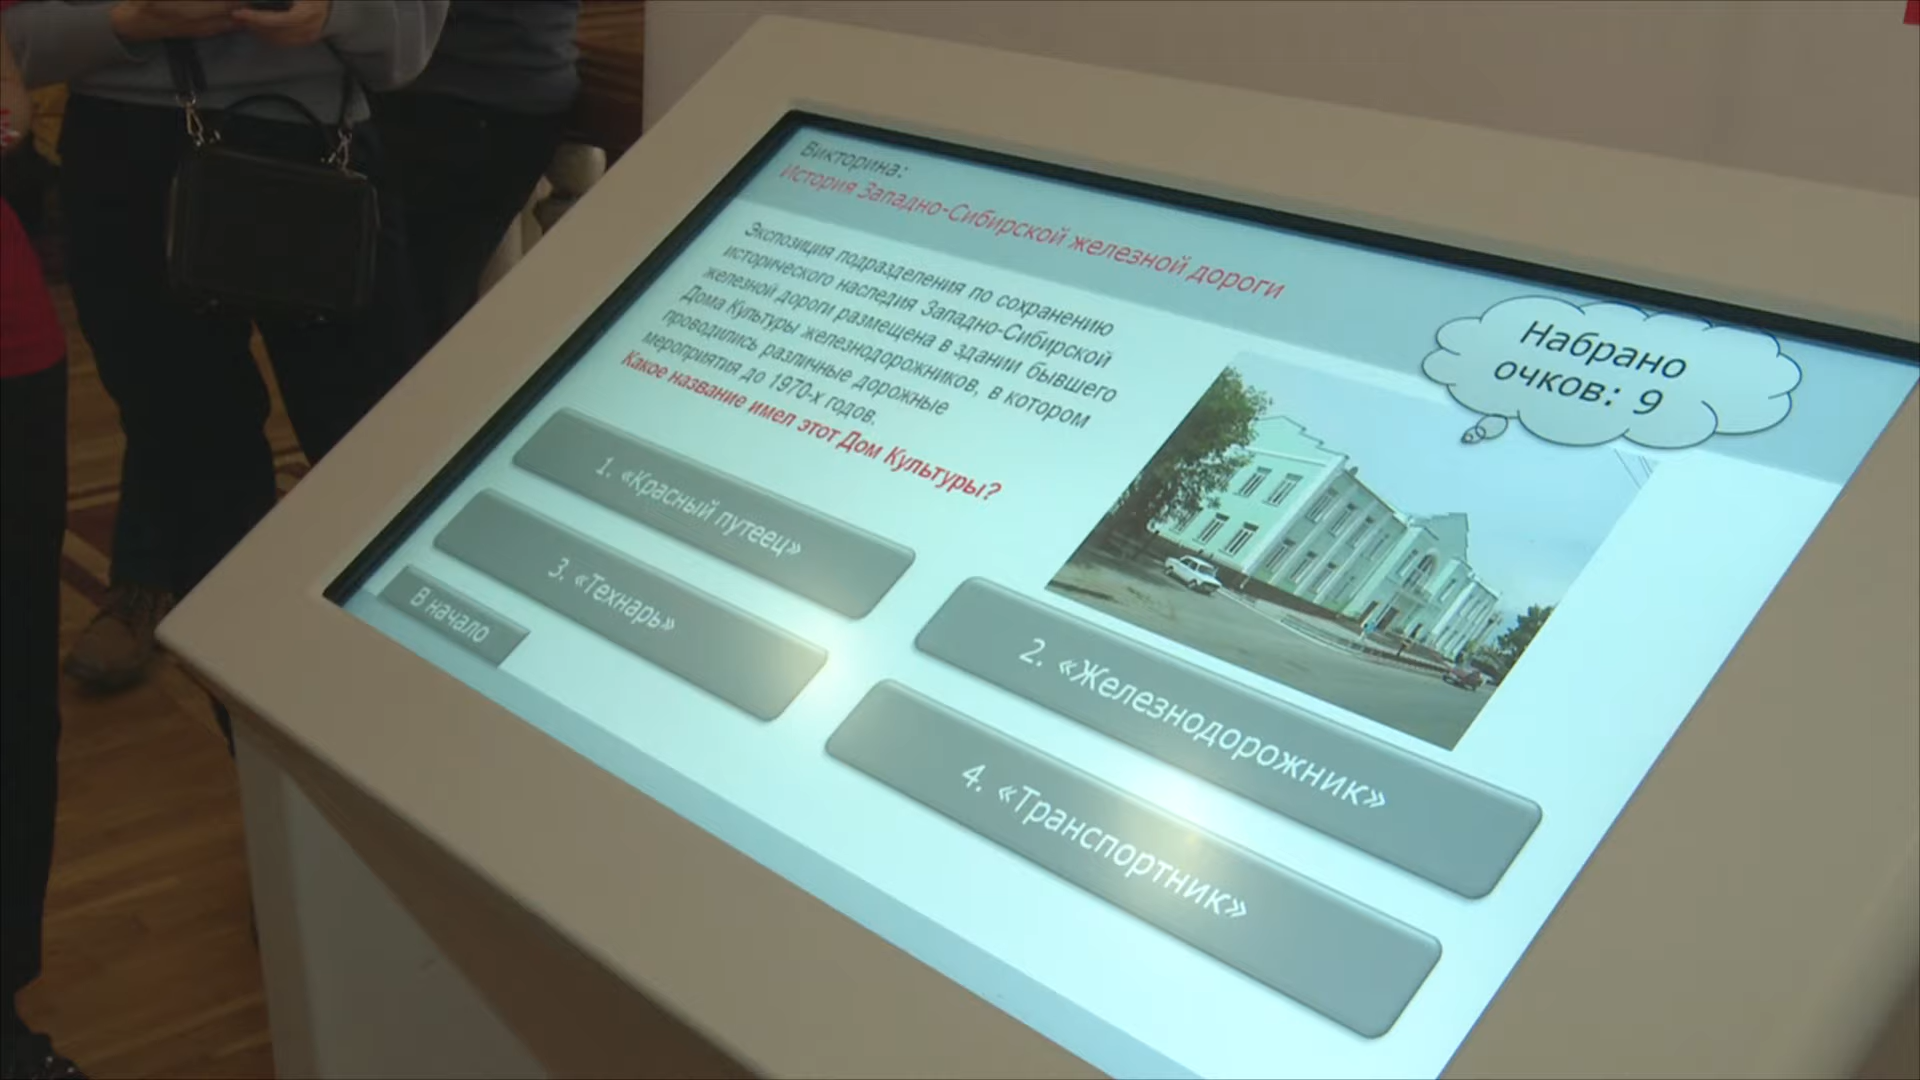 Викторина:
История Западно-Сибирской железной дороги
Экспозиция подразделения по сохранению
исторического наследия Западно-Сибирской
железной дороги размещена в здании бывшего
Дома Культуры железнодорожников, в котором
проводились различные дорожные
мероприятия до 1970-х годов.
Какое название имел этот Дом Культуры?
Набрано
очков: 9
1. «Красный путеец»
2. «Железнодорожник»
3. «Технарь»
4. «Транспортник»
В начало